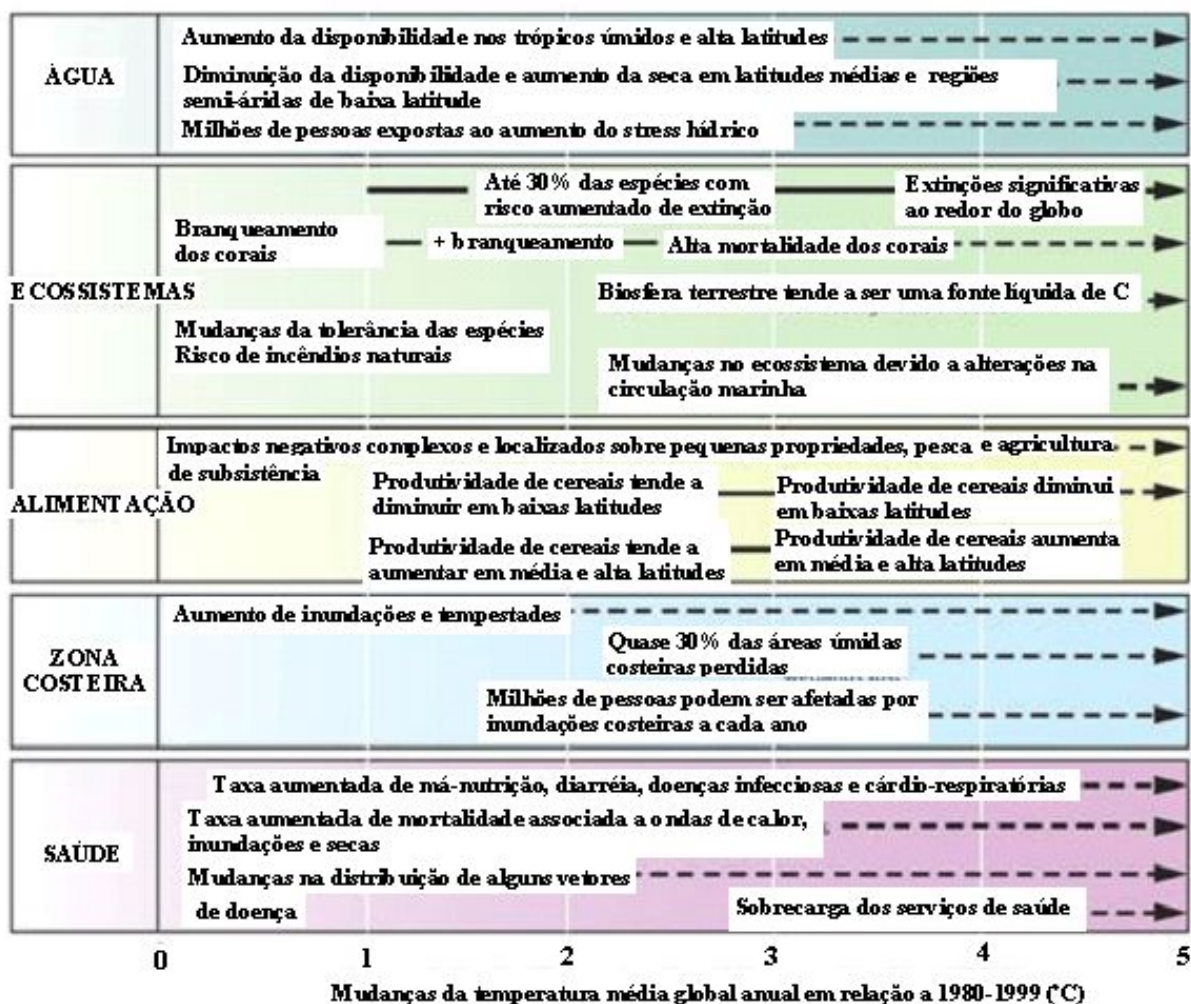 ÀGUA
Aumento da disponibilidade nos trópicos úmidos e alta latitudes
Diminuição da disponibilidade e aumento da seca em latitudes médias e regiões
semi-áridas de baixa latitude
Milhões de pessoas expostas ao aumento do stress hídrico
ECOSSISTEMAS
Até 30% das espécies com
risco aumentado de extinção
Extinções significativas
ao redor do globo
Branqueamento
dos corais
+ branqueamento
Alta mortalidade dos corais
Biosfera terrestre tende a ser uma fonte líquida de C
Mudanças da tolerância das espécies
Risco de incêndios naturais
Mudanças no ecossistema devido a alterações na
circulação marinha
ALIMENTAÇÃO
Impactos negativos complexos e localizados sobre pequenas propriedades, pesca e agricultura
de subsistência
Produtividade de cereais tende a
diminuir em baixas latitudes
Produtividade de cereais diminui
em baixas latitudes
Produtividade de cereais tende a
aumentar em média e alta latitudes
Produtividade de cereais aumenta
em média e alta latitudes
ZONA
COSTEIRA
Aumento de inundações e tempestades
Quase 30% das áreas úmidas
costeiras perdidas
Milhões de pessoas podem ser afetadas por
inundações costeiras a cada ano
SAÚDE
Taxa aumentada de má-nutrição, diarréia, doenças infecciosas e cárdio-respiratórias
Taxa aumentada de mortalidade associada a ondas de calor,
inundações e secas
Mudanças na distribuição de alguns vetores
de doença
Sobrecarga dos serviços de saúde
0 1 2 3 4 5
Mudanças da temperatura média global anual em relação a 1980-1999 (°C)